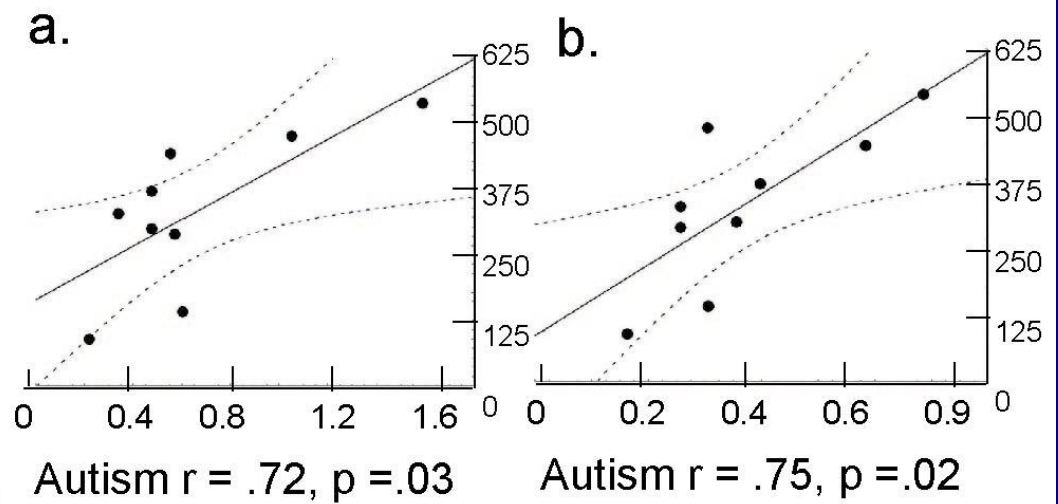 a.
625
500
375
250
125
0
0 0.4 0.8 1.2 1.6
Autism r = .72, p =.03
b.
625
500
375
250
125
0
0 0.2 0.4 0.6 0.9
Autism r = .75, p =.02